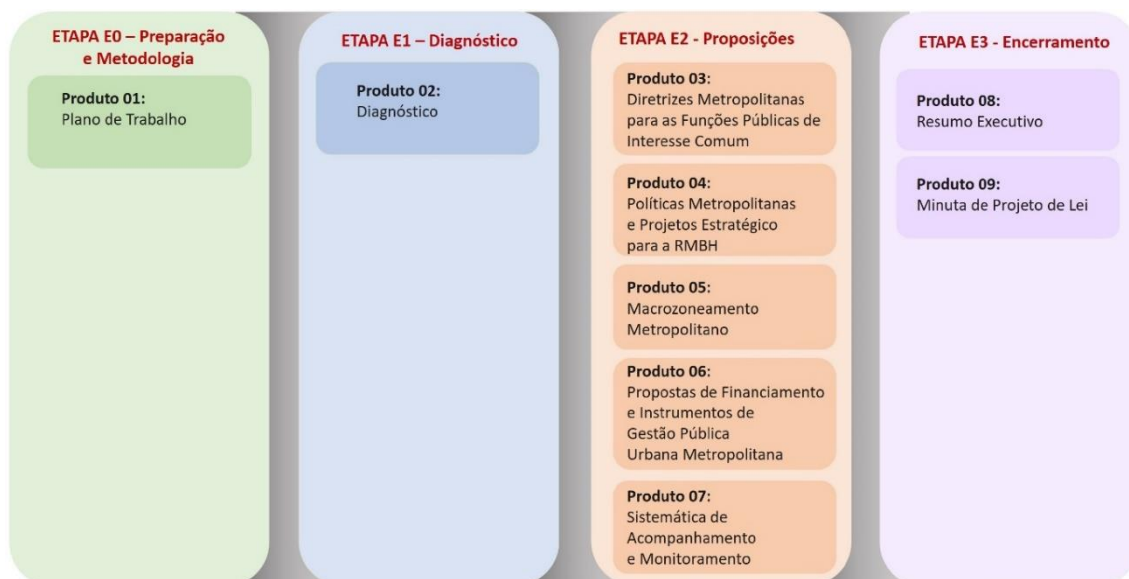 ETAPA E0 – Preparação
e Metodologia
Produto 01:
Plano de Trabalho
ETAPA E1 – Diagnóstico
Produto 02:
Diagnóstico
ETAPA E2 - Proposições
Produto 03:
Diretrizes Metropolitanas
para as Funções Públicas de
Interesse Comum
Produto 04:
Políticas Metropolitanas
e Projetos Estratégico
para a RMBH
Produto 05:
Macrozoneamento
Metropolitano
Produto 06:
Propostas de Financiamento
e Instrumentos de
Gestão Pública
Urbana Metropolitana
Produto 07:
Sistemática de
Acompanhamento
e Monitoramento
ETAPA E3 - Encerramento
Produto 08:
Resumo Executivo
Produto 09:
Minuta de Projeto de Lei